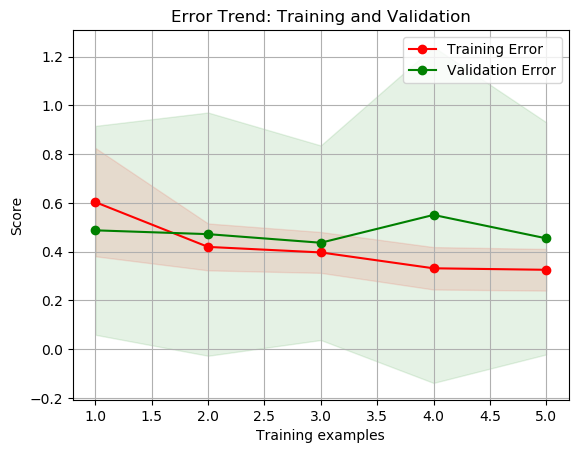 Error Trend: Training and Validation
Training Error
Validation Error
Score
1.2
1.0
0.8
0.6
0.4
0.2
0.0
−0.2
1.0 1.5 2.0 2.5 3.0 3.5 4.0 4.5 5.0
Training examples